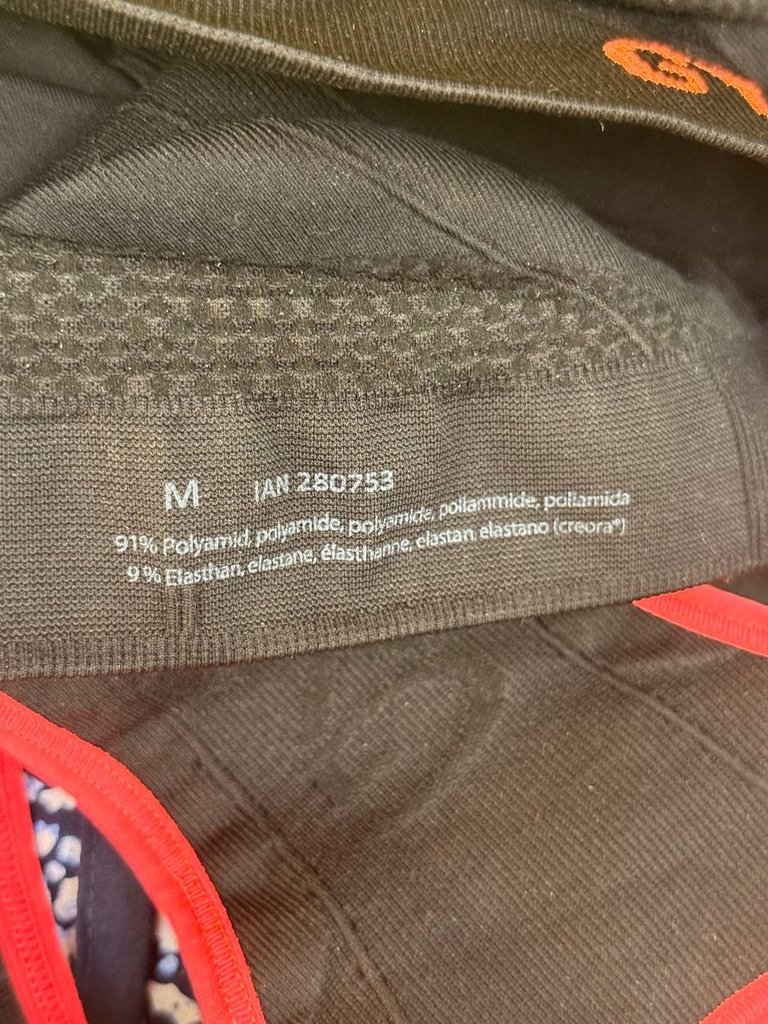 M IAN 280753
91% Polyamid, polyamide, polyamide, poliammide, poliamida
9% Elasthan, elastane, élasthanne, elastan elastano (creora®)